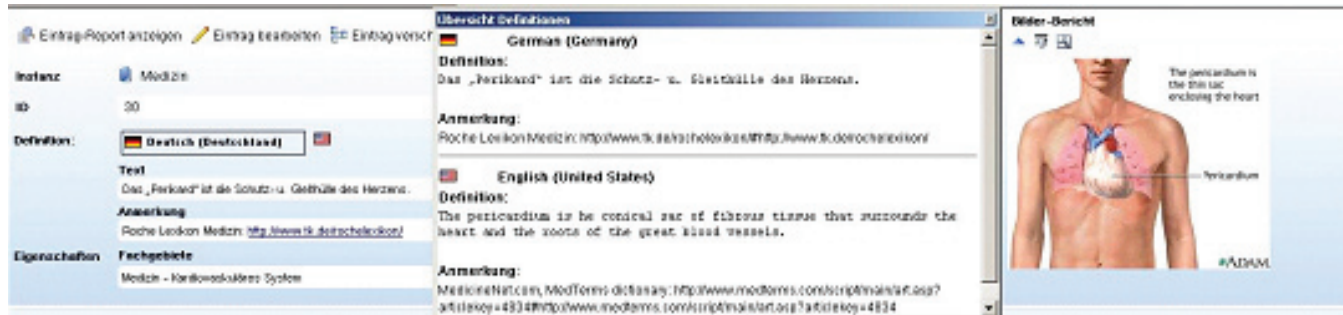 Eintrag-Report anzeigen Eintrag bearbeiten Eintrag versch
Instanz Medizin
ID 30
Definition: Deutsch (Deutschland)
Text
Das „Perikard" ist die Schutz- u. Gleithülle des Herzens.
Anmerkung
Roche Lexikon Medizin: http://www.tk.de/rochelexikon/
Eigenschaften Fachgebiete
Medizin - Kardiovaskuläres System
Übersicht Definitionen
German (Germany)
Definition:
Das „Perikard" ist die Schutz- u. Gleithülle des Herzens.
Anmerkung:
Roche Lexikon Medizin: http://www.tk.de/rochelexikon/#http://www.tk.de/rochelexikon/
English (United States)
Definition:
The pericardium is he conical sac of fibrous tissue that surrounds the
heart and the roots of the great blood vessels.
Anmerkung:
MedicineNet.com, MedTerms dictionary: http://www.medterms.com/script/main/art.asp?
articlekey=4834#http://www.medterms.com/script/main/art.asp?articlekey=4834
Bilder-Bericht
The pericardium is
the thin sac
enclosing the heart
Pericardium
ADAM